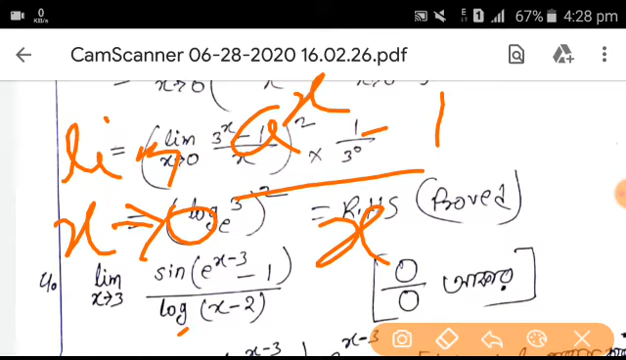 0 KB/s 67% 4:28 pm
CamScanner 06-28-2020 16.02.26.pdf
x→0 ( x x→0 3
= (lim x→0 3^x - 1 / x)^2 × 1/3^0
lim x→0 a^x - 1 / x
= (log_e 3)^2 = R.H.S (Proved)
lim x→3 sin(e^{x-3} - 1) / log (x-2) [0/0 আকার]